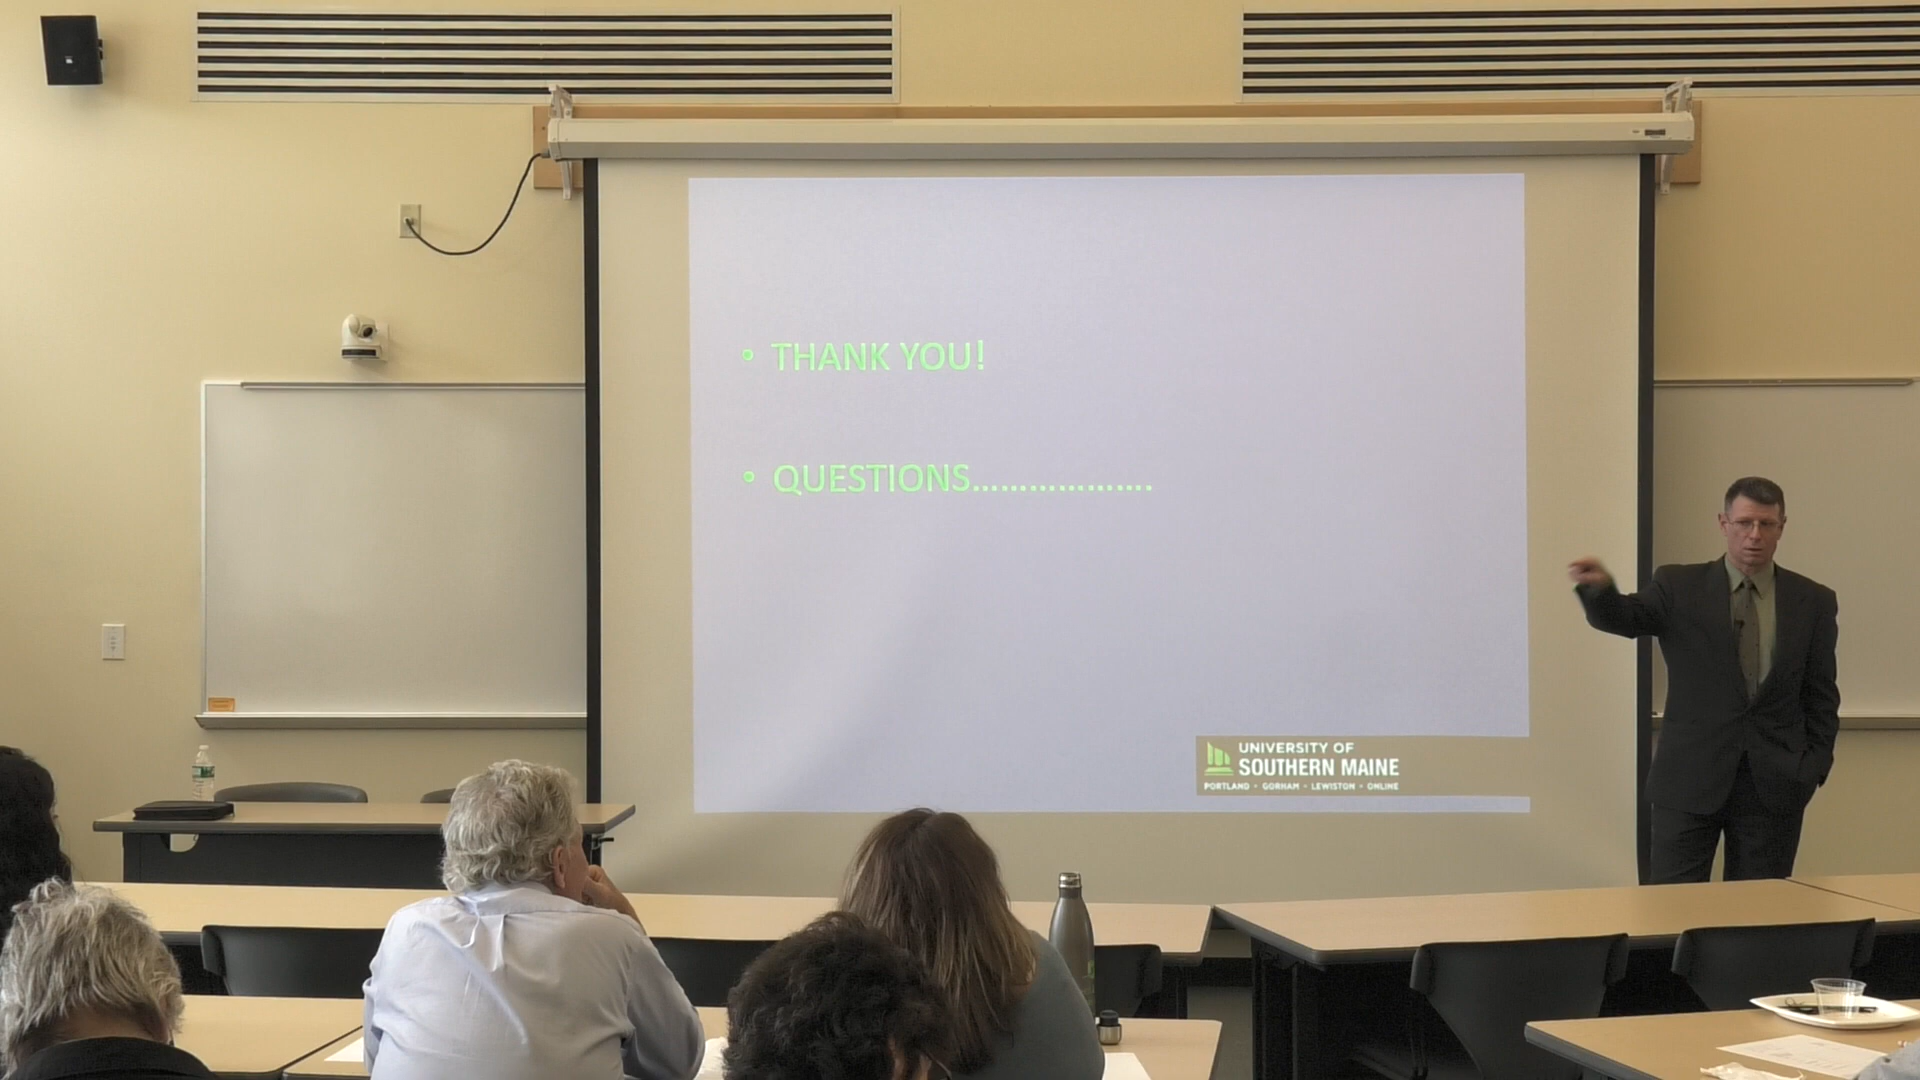 • THANK YOU!
• QUESTIONS...................
UNIVERSITY OF
SOUTHERN MAINE
PORTLAND • GORHAM • LEWISTON • ONLINE